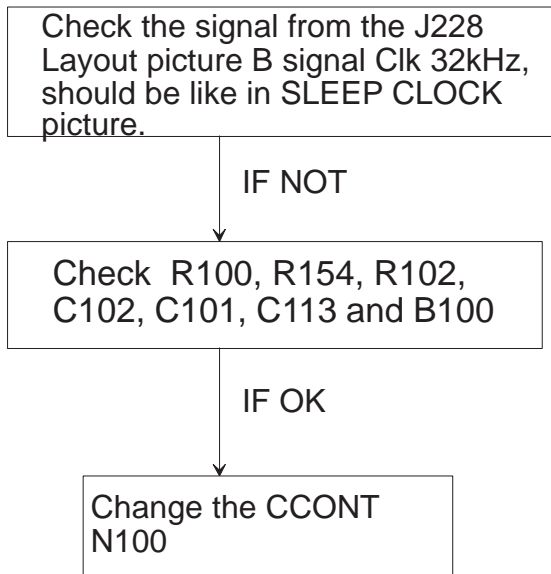 Check the signal from the J228
Layout picture B signal Clk 32kHz,
should be like in SLEEP CLOCK
picture.
IF NOT
Check R100, R154, R102,
C102, C101, C113 and B100
IF OK
Change the CCONT
N100